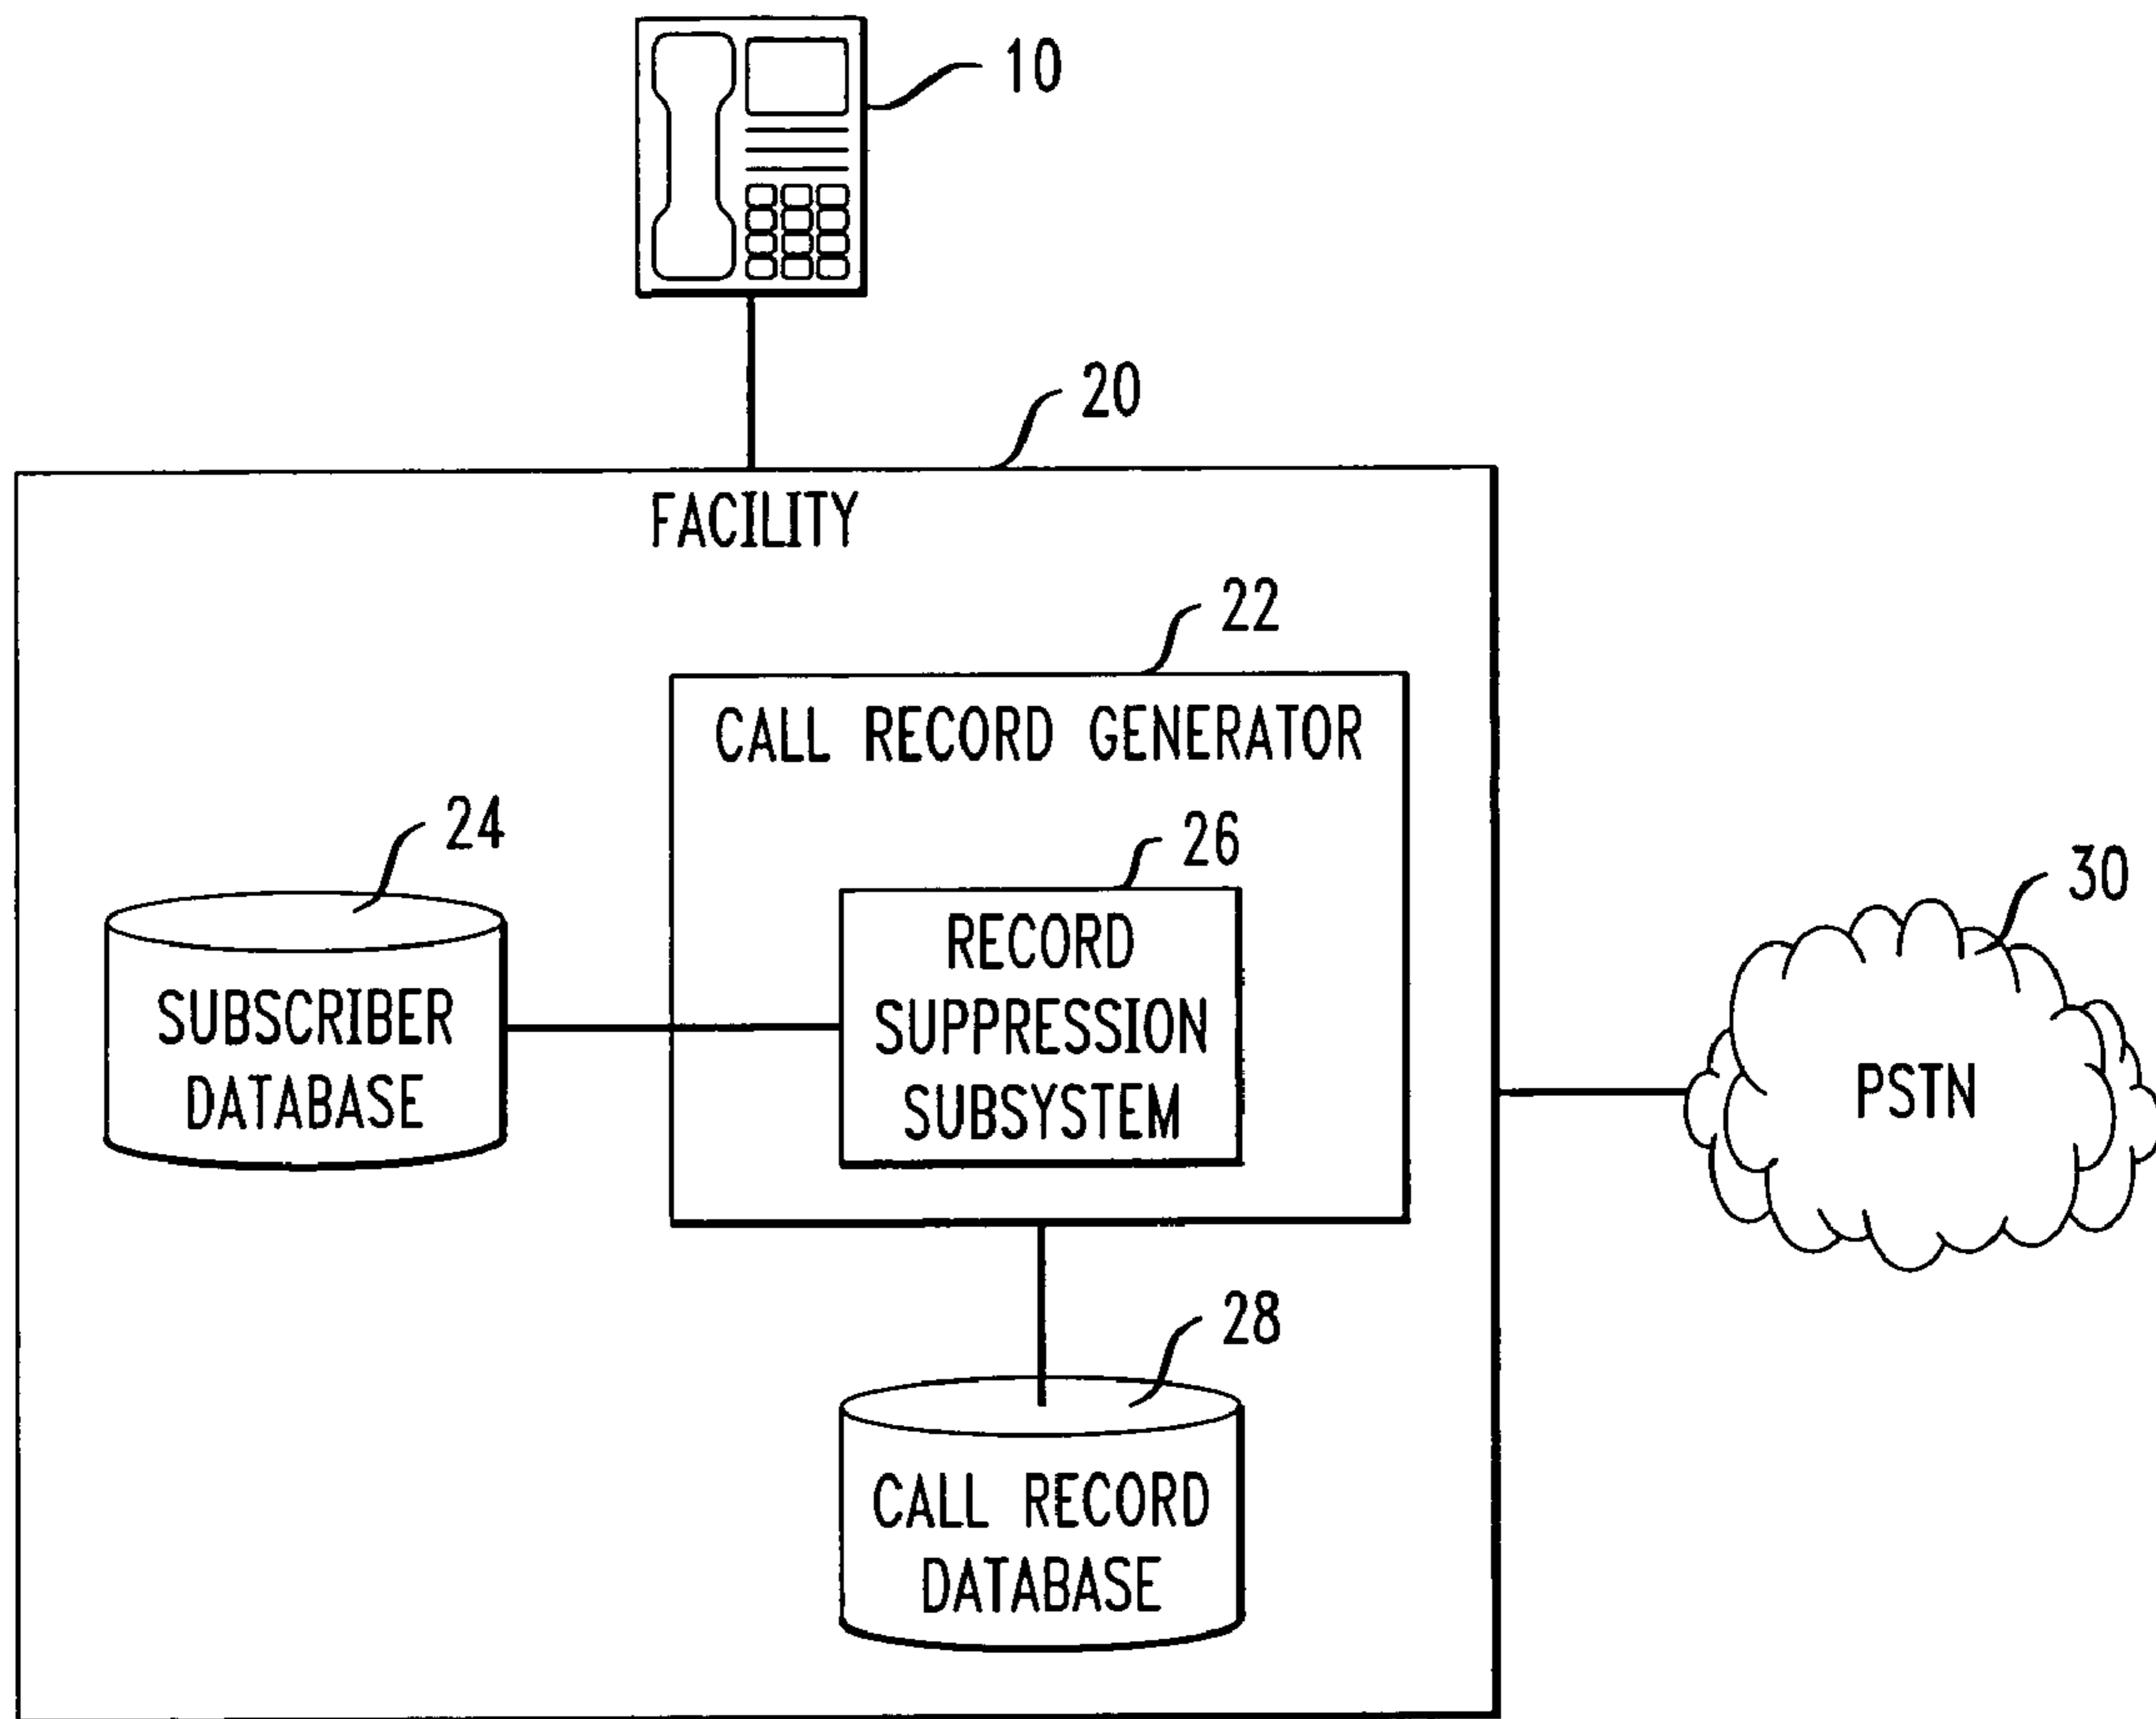 10
20
FACILITY
22
CALL RECORD GENERATOR
24
26
RECORD
SUPPRESSION
SUBSYSTEM
30
SUBSCRIBER
DATABASE
PSTN
28
CALL RECORD
DATABASE